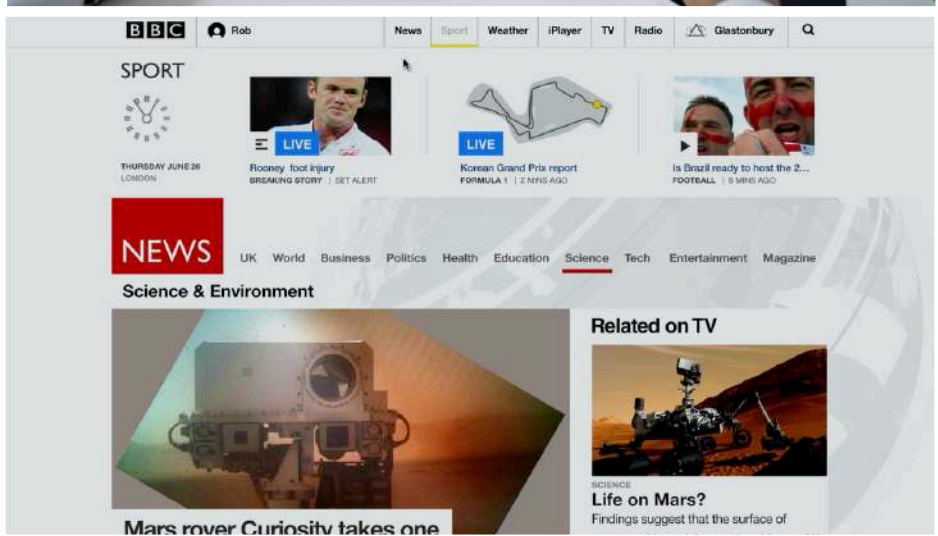 BBC Rob News Sport Weather iPlayer TV Radio Glastonbury
SPORT
THURSDAY JUNE 26
LONDON
LIVE
Rooney foot injury
BREAKING STORY | SET ALERT
LIVE
Korean Grand Prix report
FORMULA 1 | 2 MINS AGO
Is Brazil ready to host the 2...
FOOTBALL | 8 MINS AGO
NEWS
UK World Business Politics Health Education Science Tech Entertainment Magazine
Science & Environment
Mars rover Curiosity takes one
Related on TV
SCIENCE
Life on Mars?
Findings suggest that the surface of